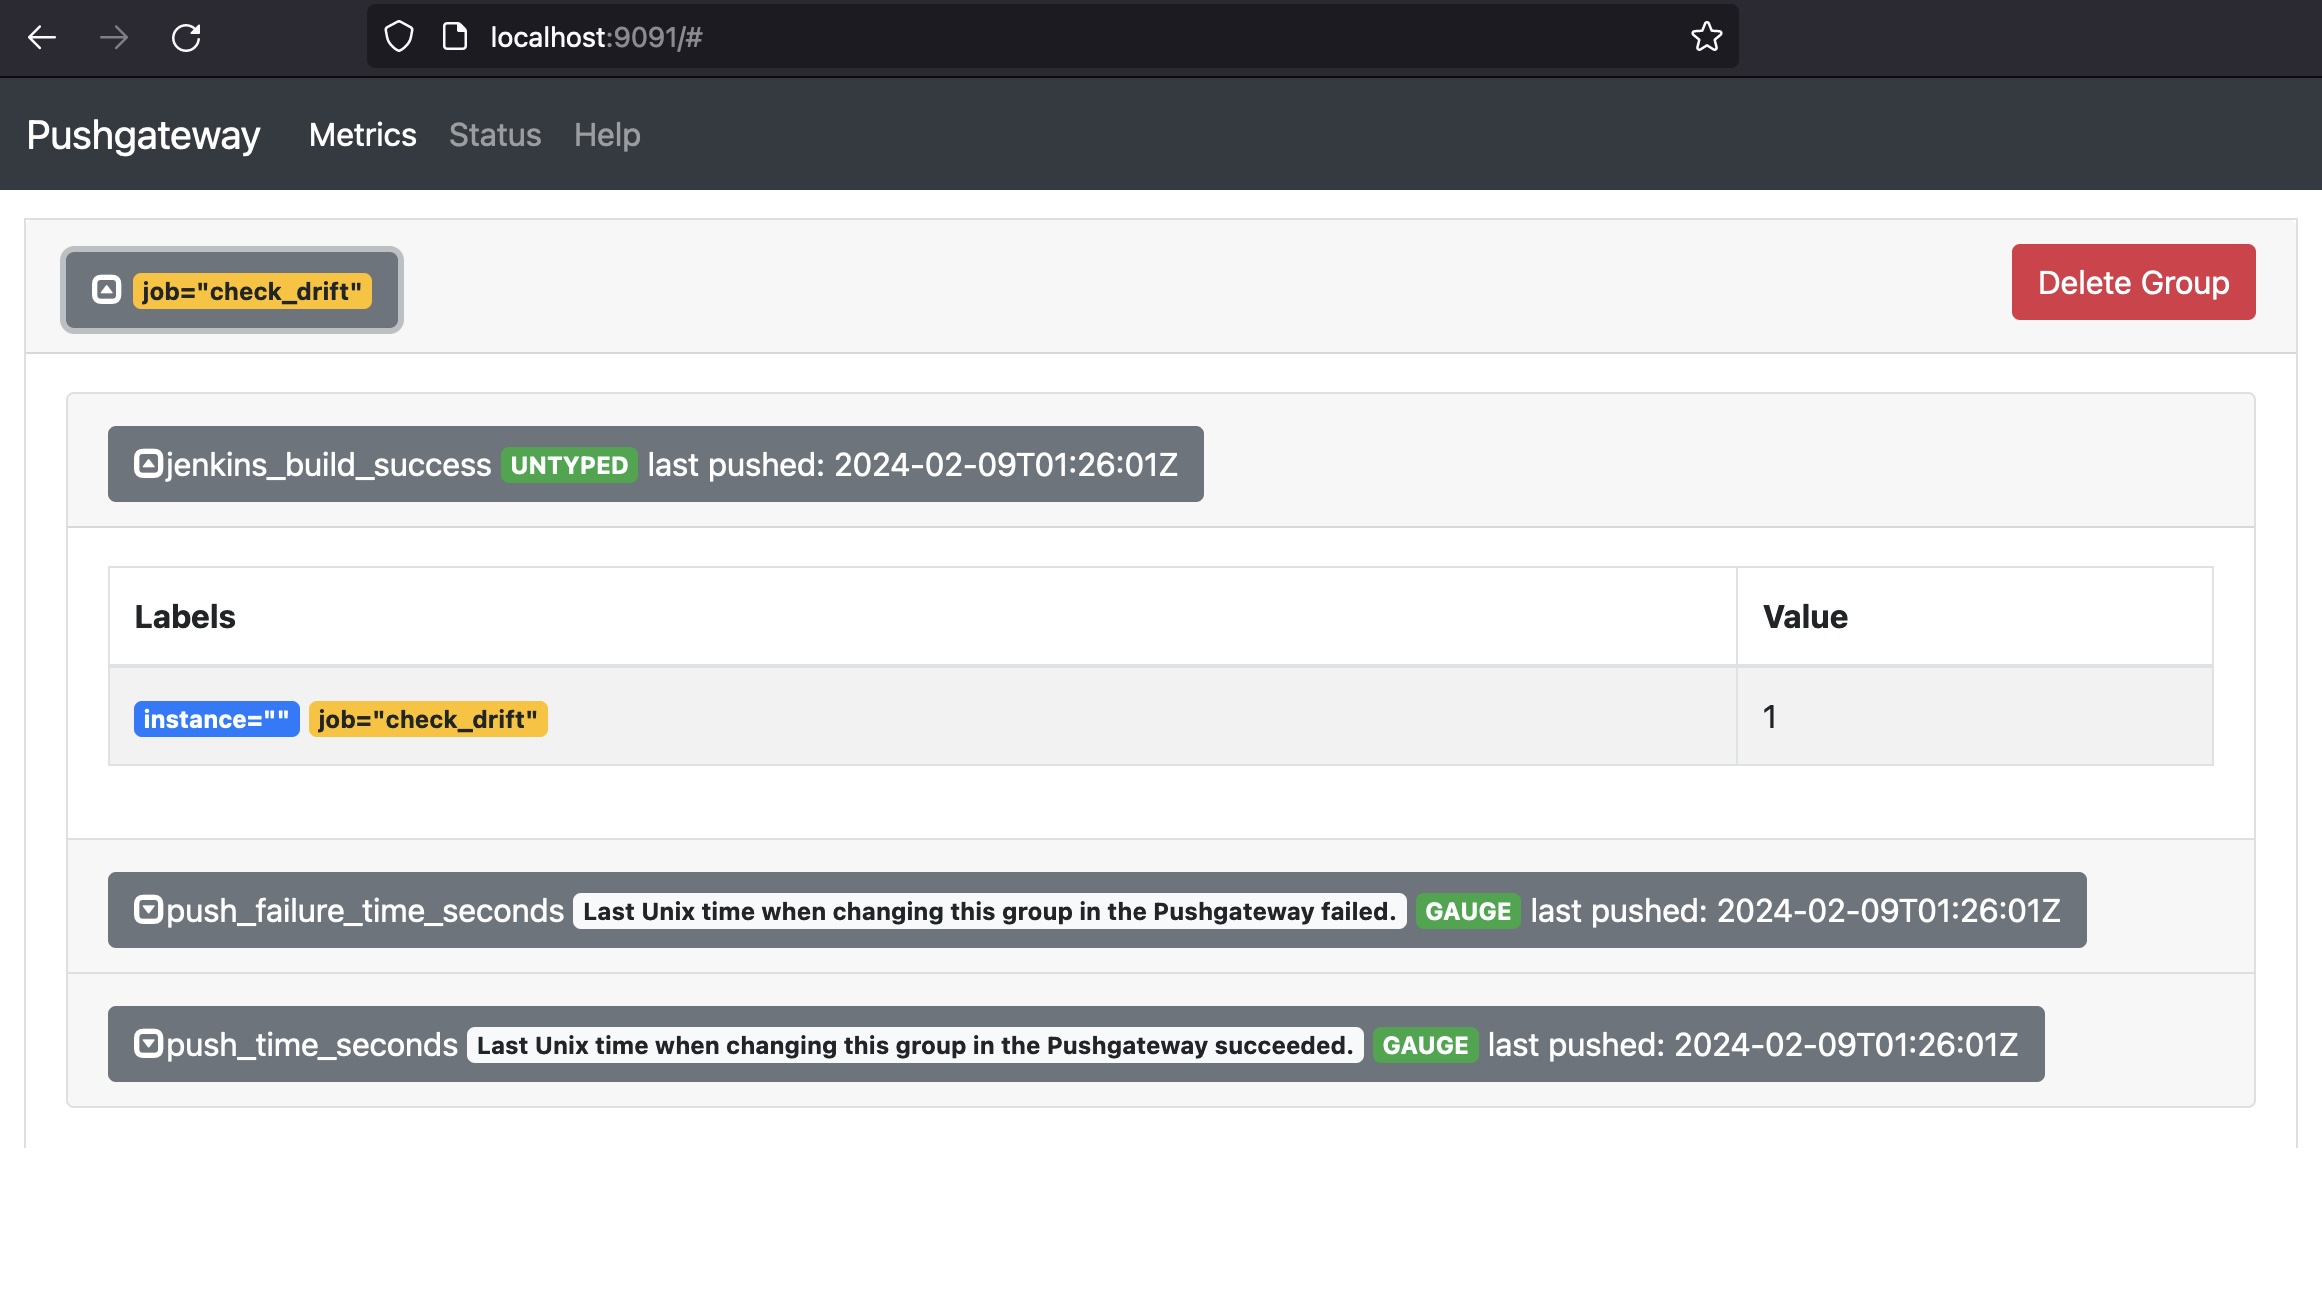 localhost:9091/#
Pushgateway Metrics Status Help
job="check_drift" Delete Group
jenkins_build_success UNTYPED last pushed: 2024-02-09T01:26:01Z
Labels Value
instance="" job="check_drift" 1
push_failure_time_seconds Last Unix time when changing this group in the Pushgateway failed. GAUGE last pushed: 2024-02-09T01:26:01Z
push_time_seconds Last Unix time when changing this group in the Pushgateway succeeded. GAUGE last pushed: 2024-02-09T01:26:01Z